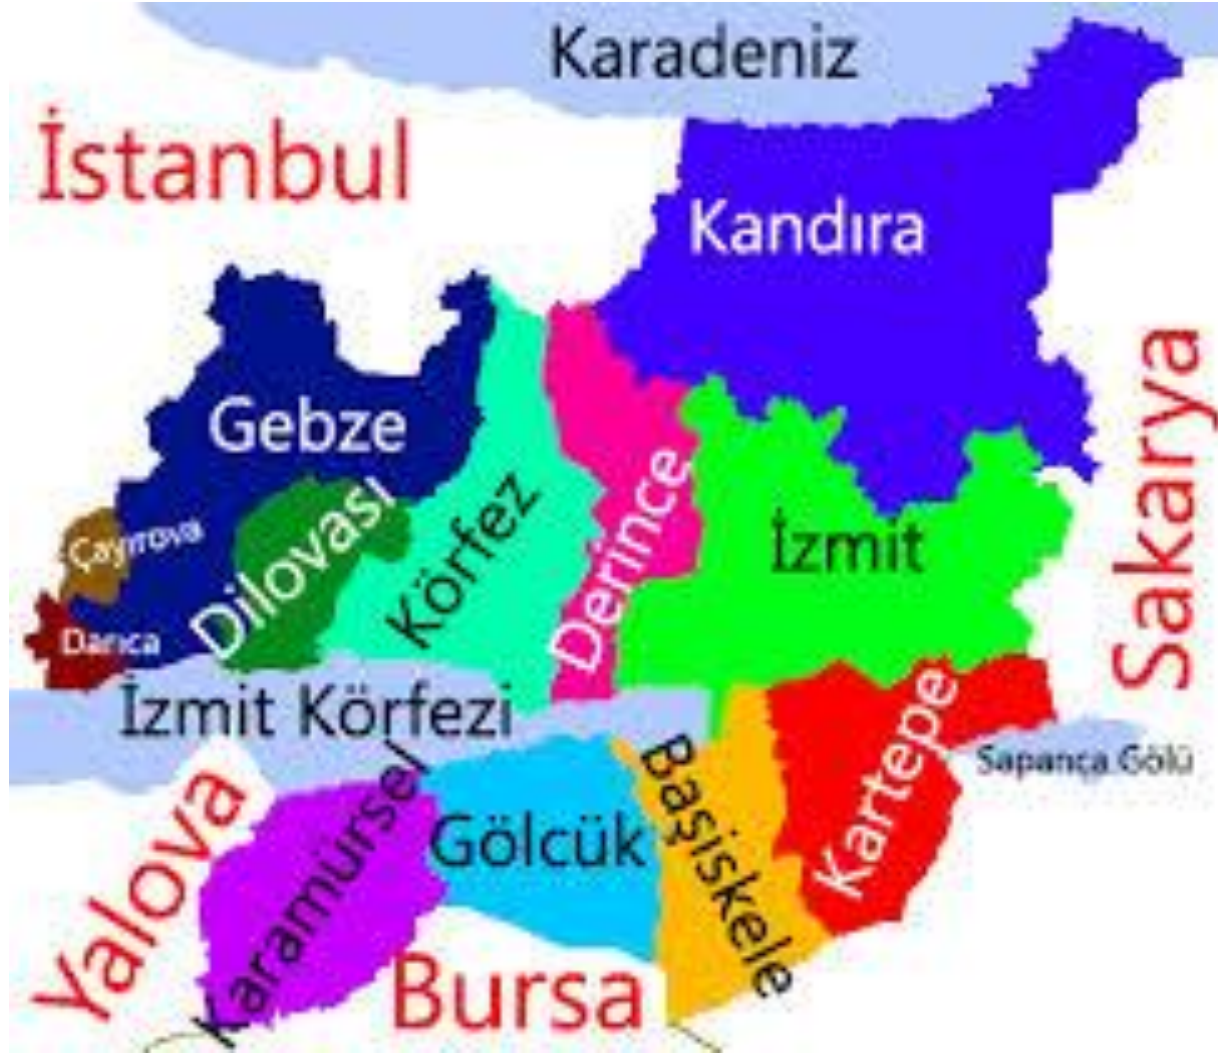 Karadeniz
İstanbul
Kandıra
Sakarya
Gebze
Çayırova
Dilovası
Körfez
Derince
İzmit
Darıca
İzmit Körfezi
Kartepe
Sapança Gölü
Başiskele
Yalova
Karamürsel
Gölcük
Bursa